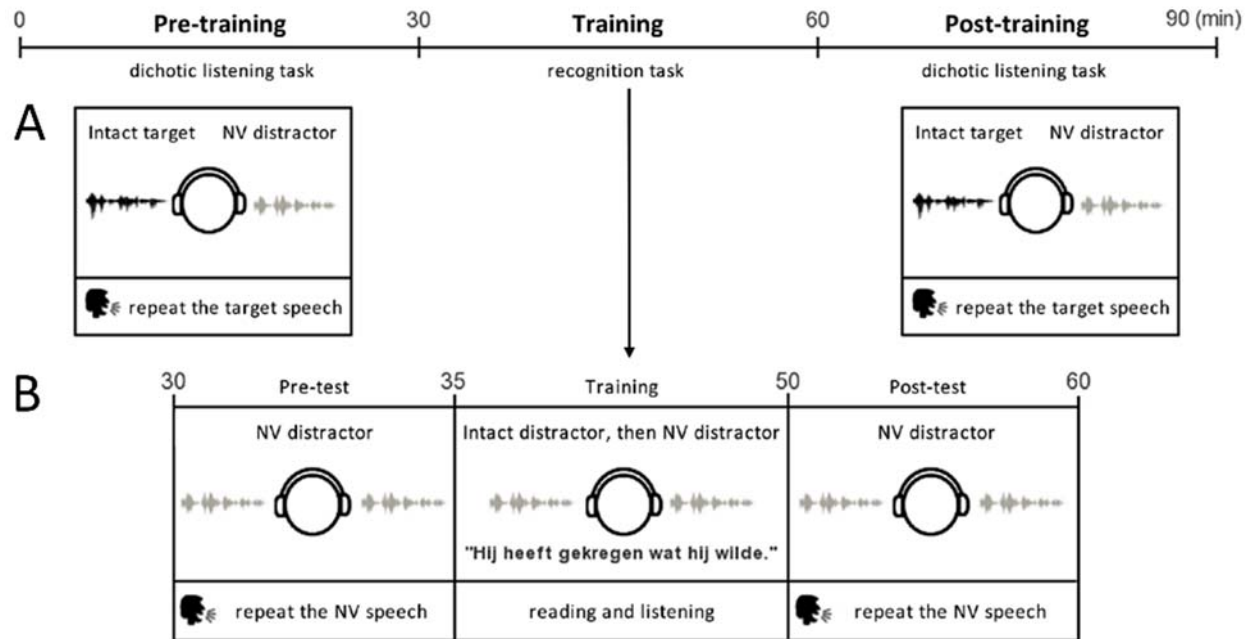 0 Pre-training 30 Training 60 Post-training 90 (min)
dichotic listening task recognition task dichotic listening task
A
Intact target NV distractor
repeat the target speech
Intact target NV distractor
repeat the target speech
B
30 Pre-test 35 Training 50 Post-test 60
NV distractor Intact distractor, then NV distractor NV distractor
"Hij heeft gekregen wat hij wilde."
repeat the NV speech reading and listening repeat the NV speech